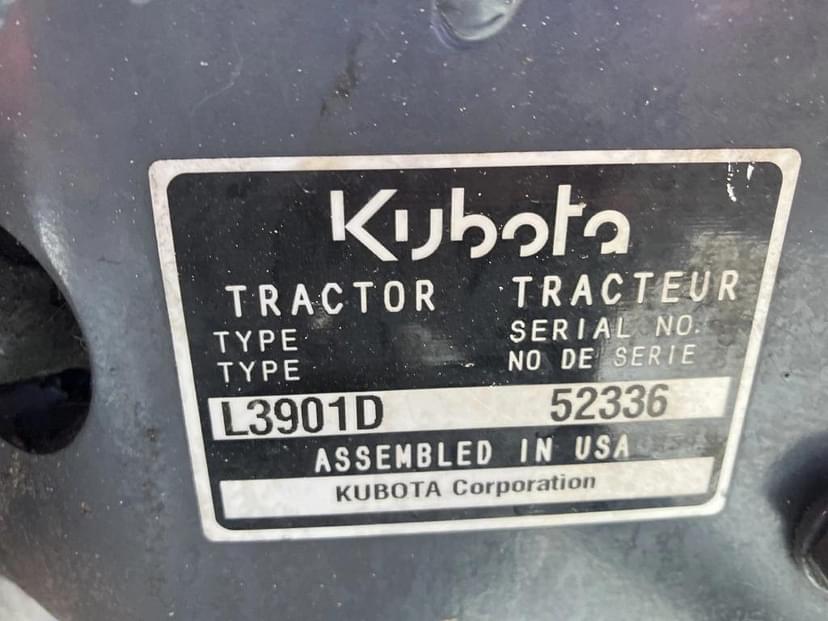 Kubota
TRACTOR TRACTEUR
TYPE SERIAL NO.
TYPE NO DE SERIE
L3901D 52336
ASSEMBLED IN USA
KUBOTA Corporation